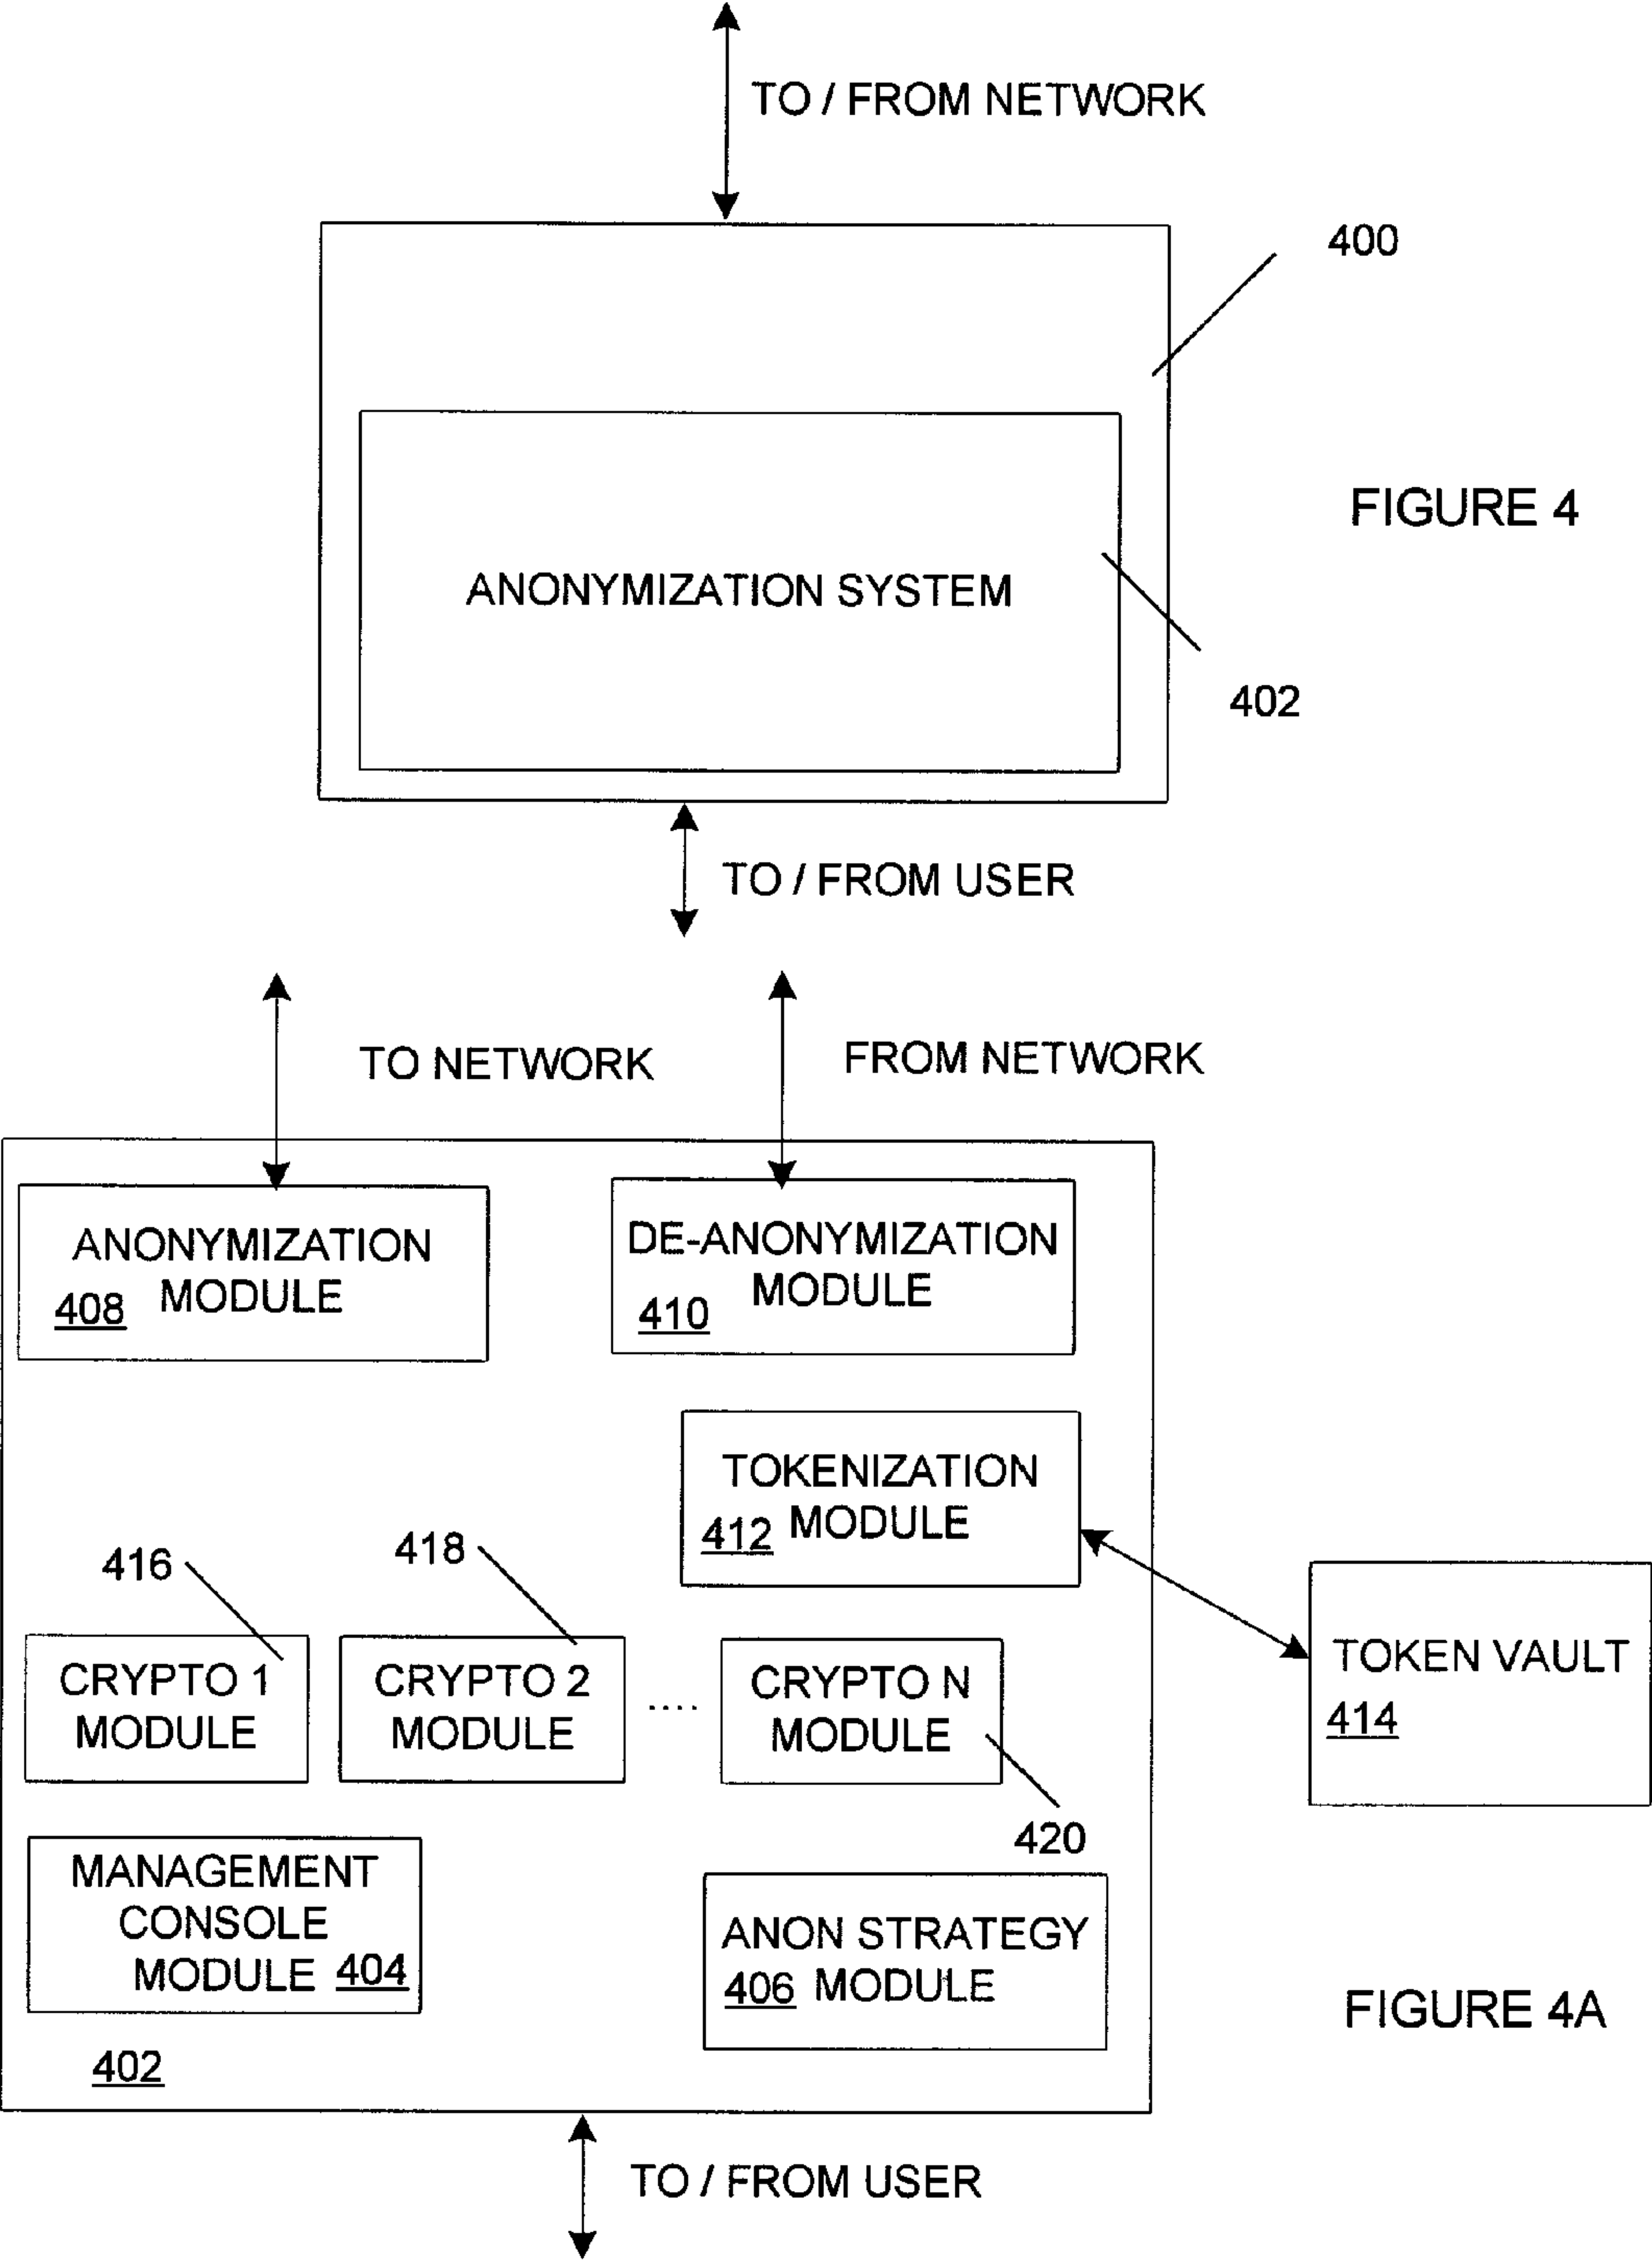 TO / FROM NETWORK
400
FIGURE 4
ANONYMIZATION SYSTEM
402
TO / FROM USER
TO NETWORK
FROM NETWORK
ANONYMIZATION
408 MODULE
DE-ANONYMIZATION
MODULE
410
TOKENIZATION
412 MODULE
416
418
CRYPTO 1
MODULE
CRYPTO 2
MODULE
....
CRYPTO N
MODULE
420
TOKEN VAULT
414
MANAGEMENT
CONSOLE
MODULE 404
ANON STRATEGY
406 MODULE
FIGURE 4A
402
TO / FROM USER